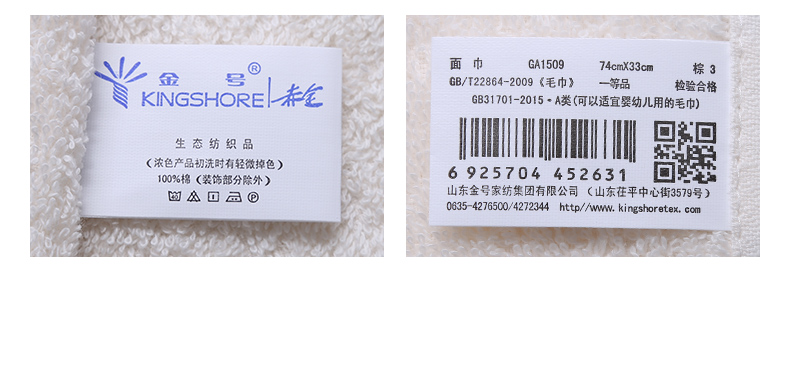 金 号®
KINGSHORE 赤金
生态纺织品
（浓色产品初洗时有轻微掉色）
100%棉（装饰部分除外）
面 巾 GA1509 74cmX33cm 棕 3
GB/T22864-2009《毛巾》 一等品 检验合格
GB31701-2015·A类(可以适宜婴幼儿用的毛巾)
6 925704 452631
山东金号家纺集团有限公司 （山东茌平中心街3579号）
0635-4276500/4272344 http//www.kingshoretex.com